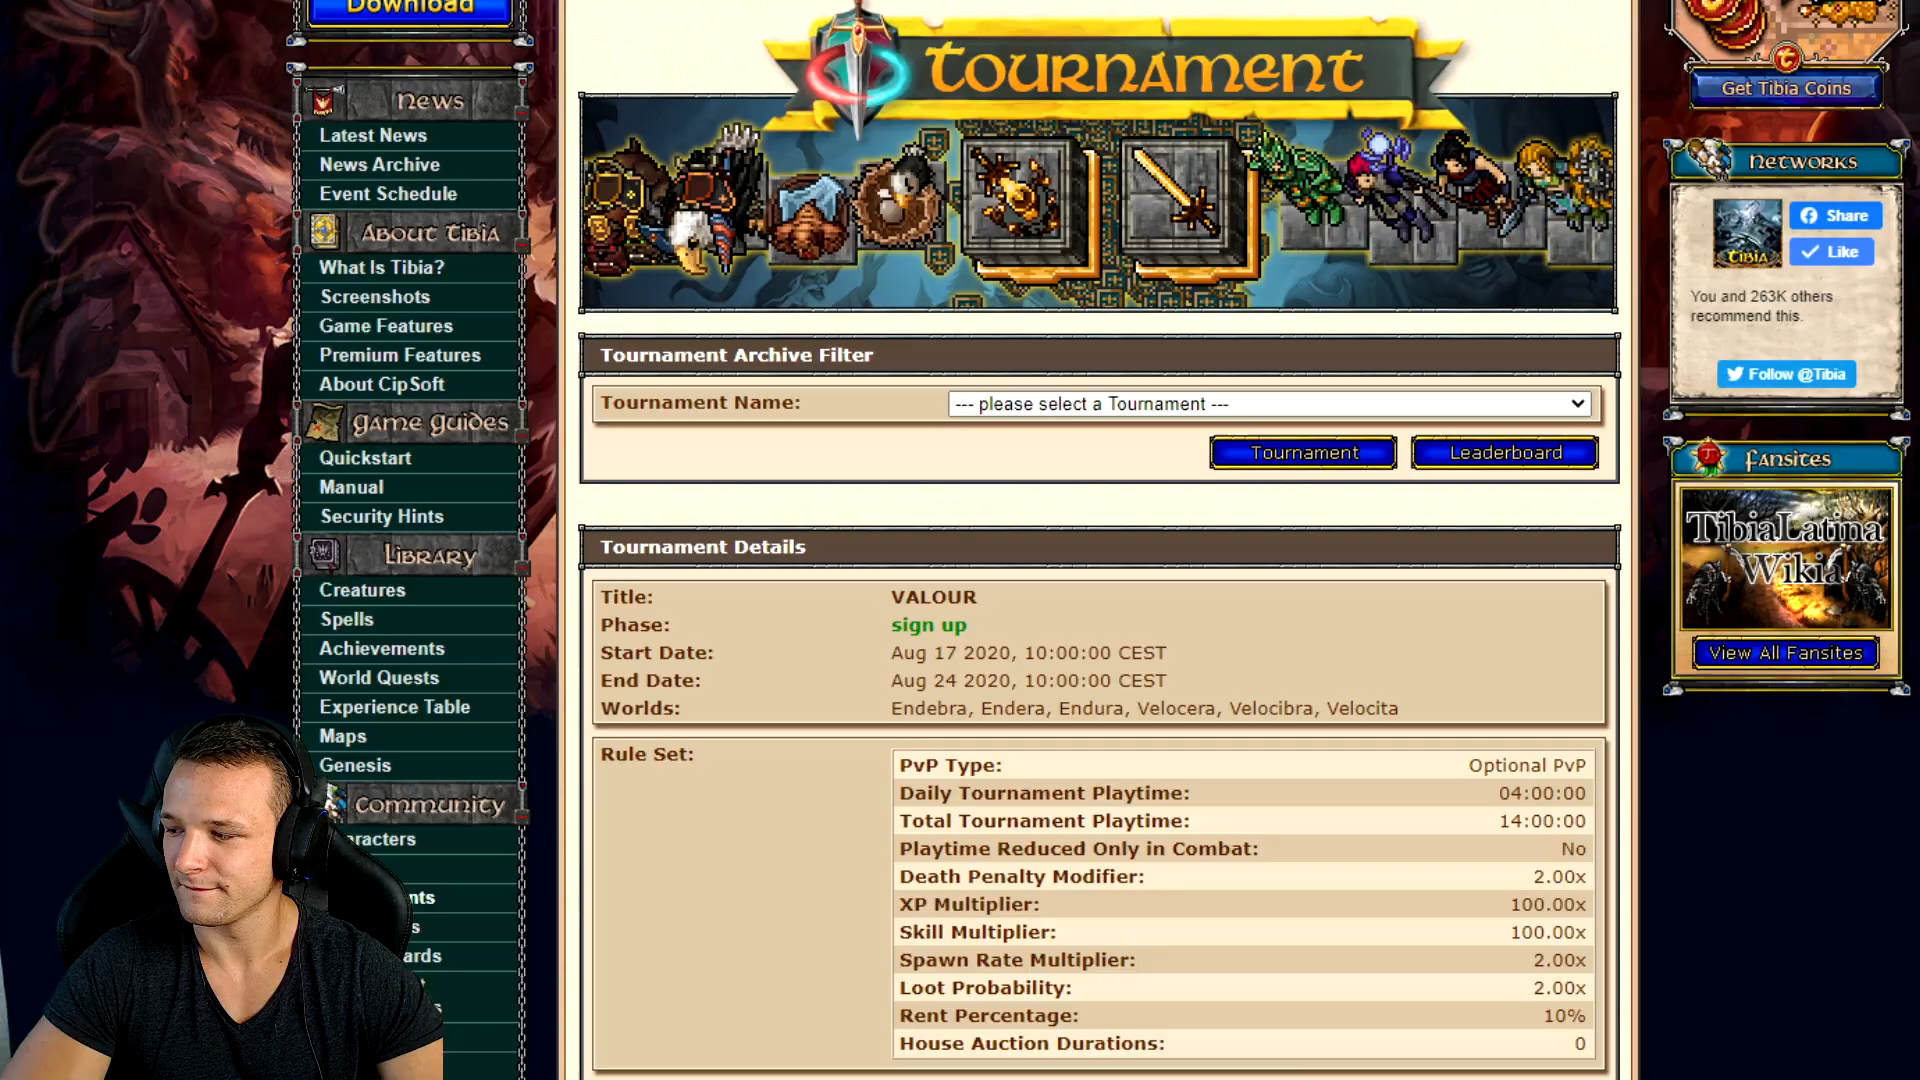 Download
News
Latest News
News Archive
Event Schedule
About Tibia
What Is Tibia?
Screenshots
Game Features
Premium Features
About CipSoft
Game Guides
Quickstart
Manual
Security Hints
Library
Creatures
Spells
Achievements
World Quests
Experience Table
Maps
Genesis
Community
racters
nts
s
ards
Tournament
Tournament Archive Filter
Tournament Name: --- please select a Tournament ---
Tournament Leaderboard
Tournament Details
Title: VALOUR
Phase: sign up
Start Date: Aug 17 2020, 10:00:00 CEST
End Date: Aug 24 2020, 10:00:00 CEST
Worlds: Endebra, Endera, Endura, Velocera, Velocibra, Velocita
Rule Set:
PvP Type: Optional PvP
Daily Tournament Playtime: 04:00:00
Total Tournament Playtime: 14:00:00
Playtime Reduced Only in Combat: No
Death Penalty Modifier: 2.00x
XP Multiplier: 100.00x
Skill Multiplier: 100.00x
Spawn Rate Multiplier: 2.00x
Loot Probability: 2.00x
Rent Percentage: 10%
House Auction Durations: 0
Get Tibia Coins
Networks
TIBIA
Share
Like
You and 263K others
recommend this.
Follow @Tibia
Fansites
TibiaLatina
Wikia
View All Fansites